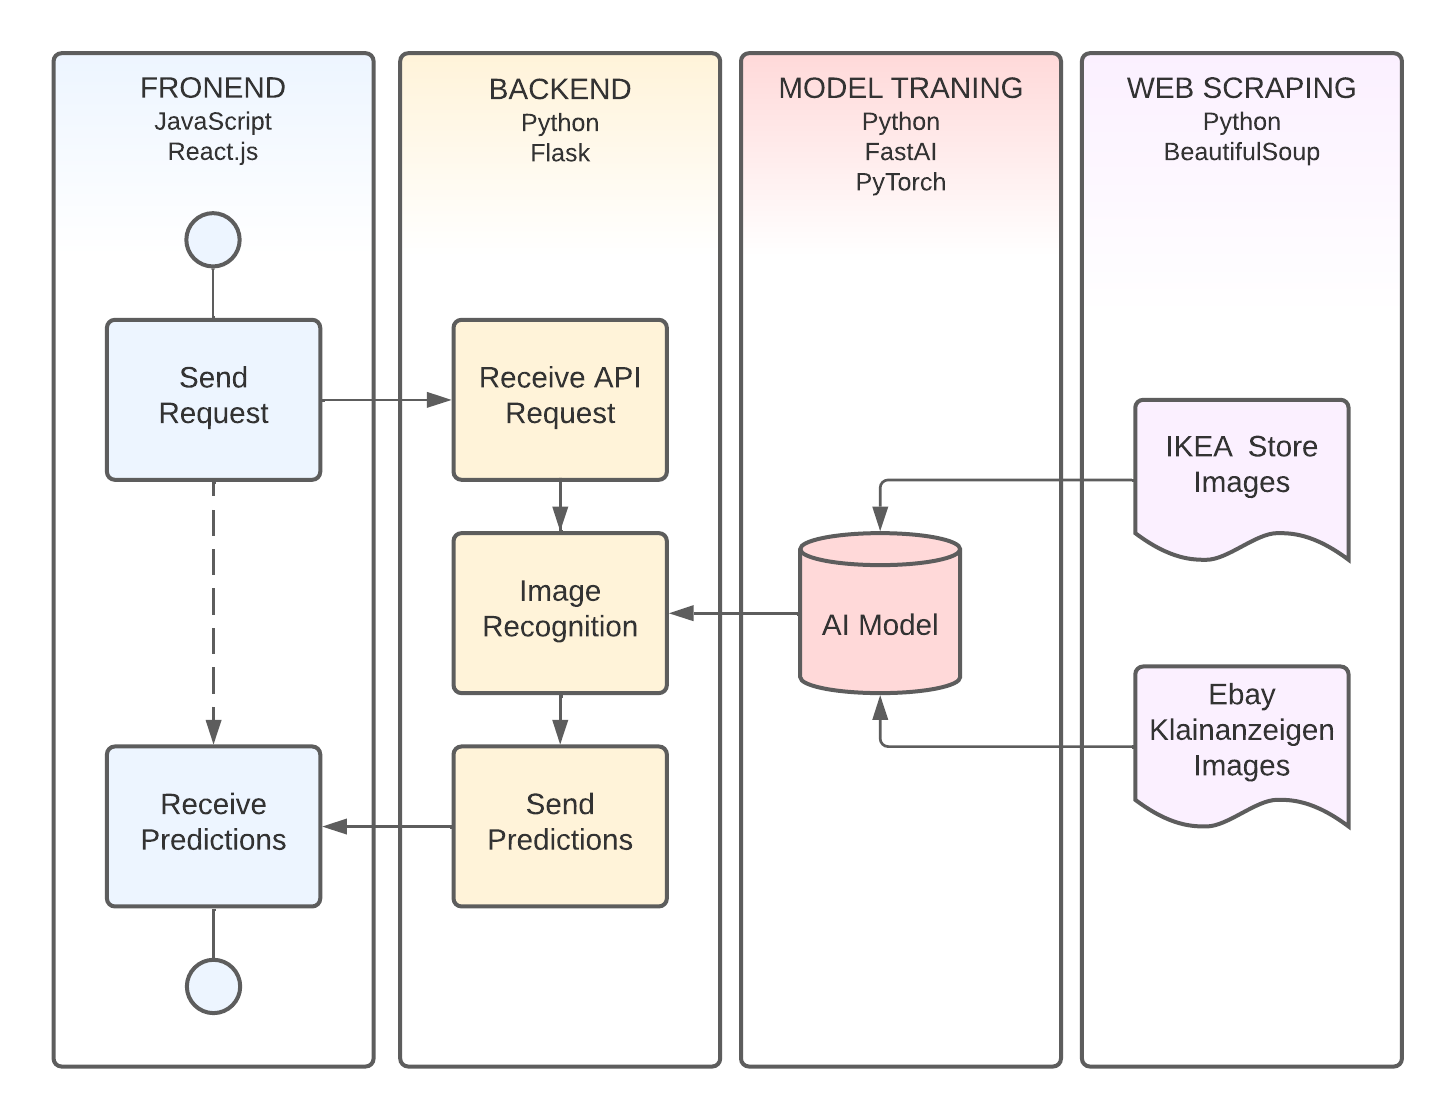 FRONEND
JavaScript
React.js
Send
Request
Receive
Predictions
BACKEND
Python
Flask
Receive API
Request
Image
Recognition
Send
Predictions
MODEL TRANING
Python
FastAI
PyTorch
AI Model
WEB SCRAPING
Python
BeautifulSoup
IKEA  Store
Images
Ebay
Klainanzeigen
Images